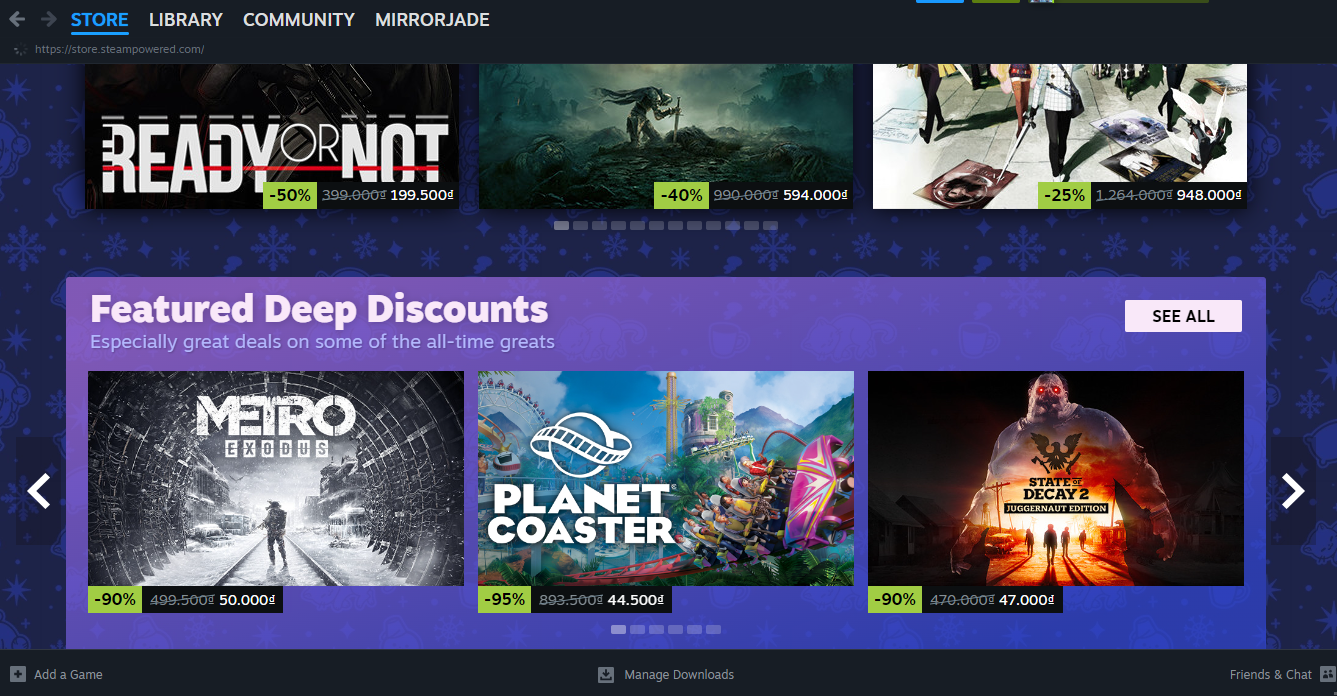 STORE LIBRARY COMMUNITY MIRRORJADE
https://store.steampowered.com/
READY OR NOT
-50% 399.000₫ 199.500₫
-40% 990.000₫ 594.000₫
-25% 1.264.000₫ 948.000₫
Featured Deep Discounts
SEE ALL
Especially great deals on some of the all-time greats
METRO
EXODUS
PLANET
COASTER
STATE OF
DECAY 2
JUGGERNAUT EDITION
-90% 499.500₫ 50.000₫
-95% 893.500₫ 44.500₫
-90% 470.000₫ 47.000₫
Add a Game
Manage Downloads
Friends & Chat